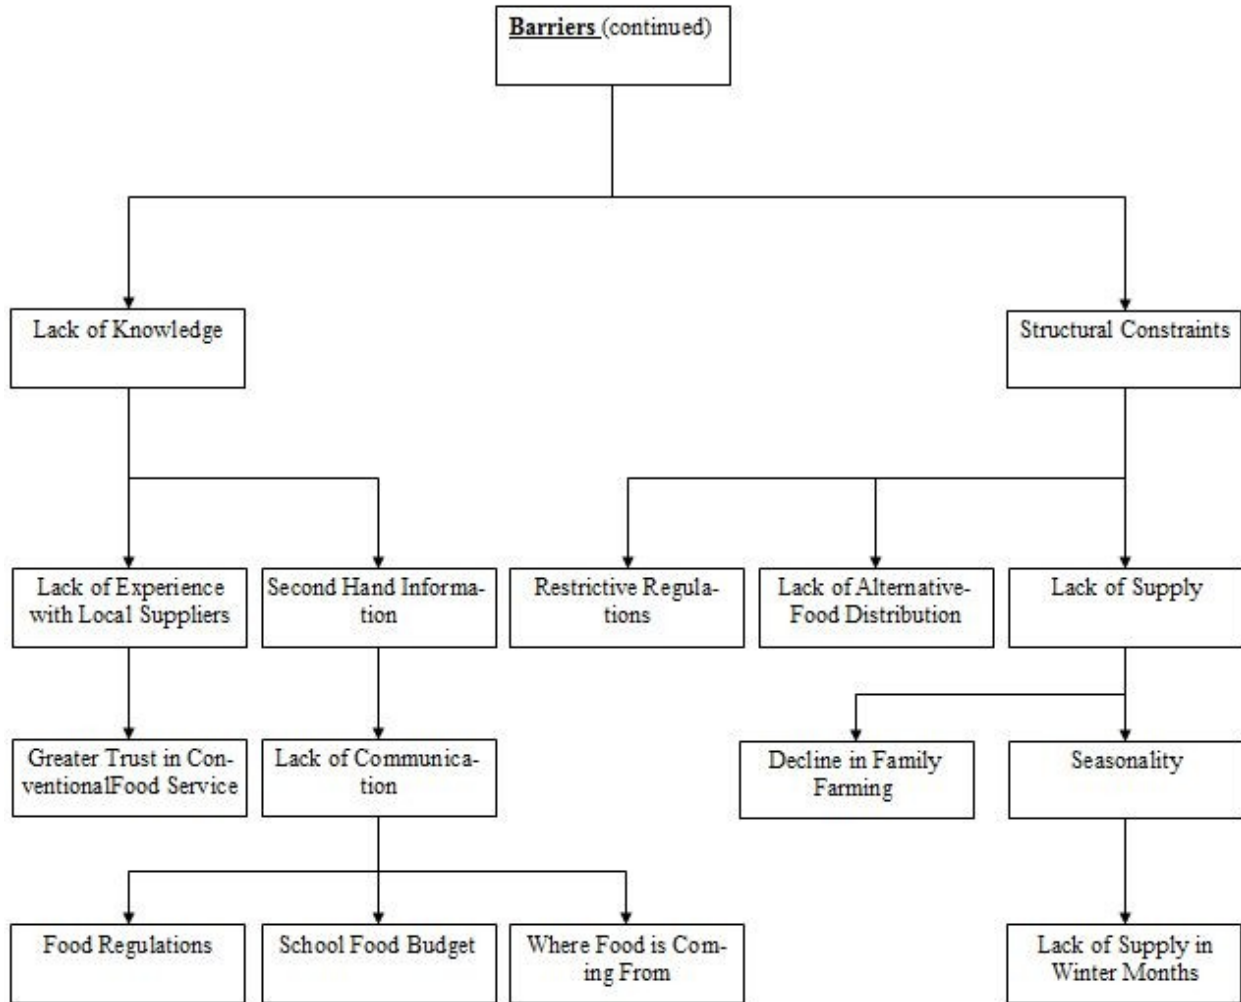 Barriers (continued)
Lack of Knowledge
Structural Constraints
Lack of Experience
with Local Suppliers
Second Hand Informa-
tion
Restrictive Regula-
tions
Lack of Alternative-
Food Distribution
Lack of Supply
Greater Trust in Con-
ventionalFood Service
Lack of Communica-
tion
Decline in Family
Farming
Seasonality
Food Regulations
School Food Budget
Where Food is Com-
ing From
Lack of Supply in
Winter Months